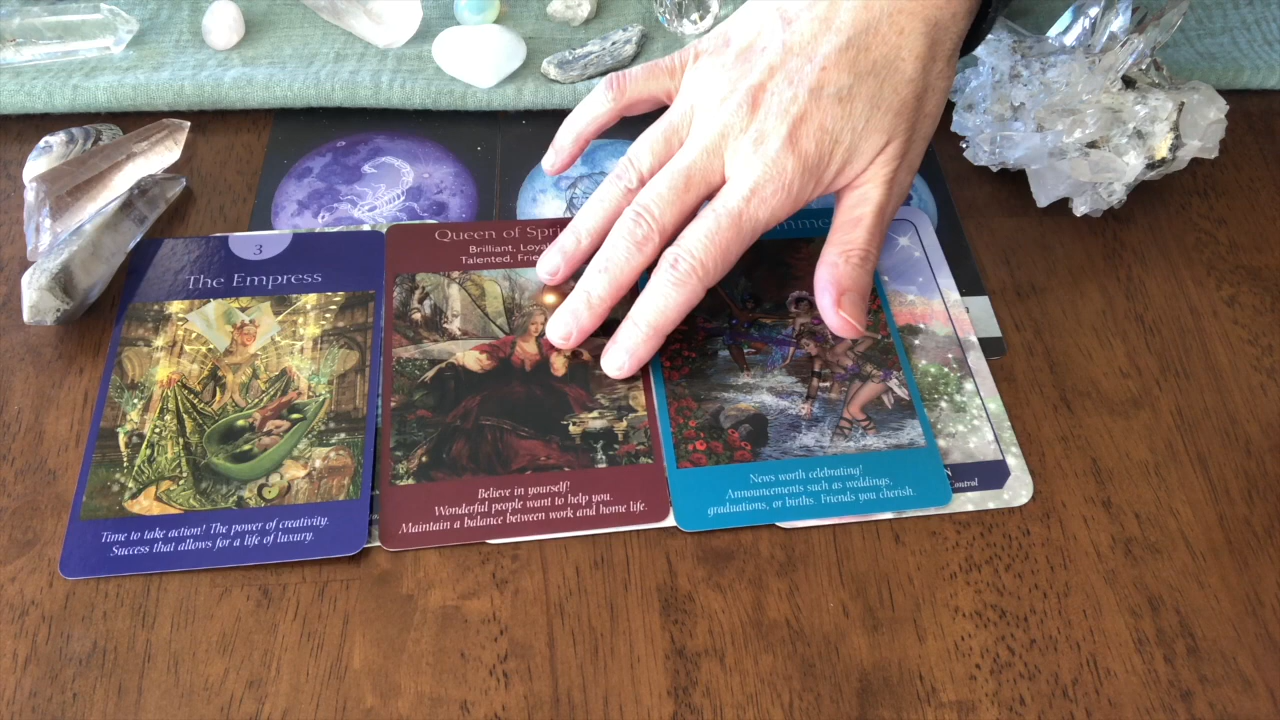 3
The Empress
Time to take action! The power of creativity.
Success that allows for a life of luxury.
Queen of Spri
Brilliant, Loyal
Talented, Frie
Believe in yourself!
Wonderful people want to help you.
Maintain a balance between work and home life.
News worth celebrating!
Announcements such as weddings,
graduations, or births. Friends you cherish.
Control